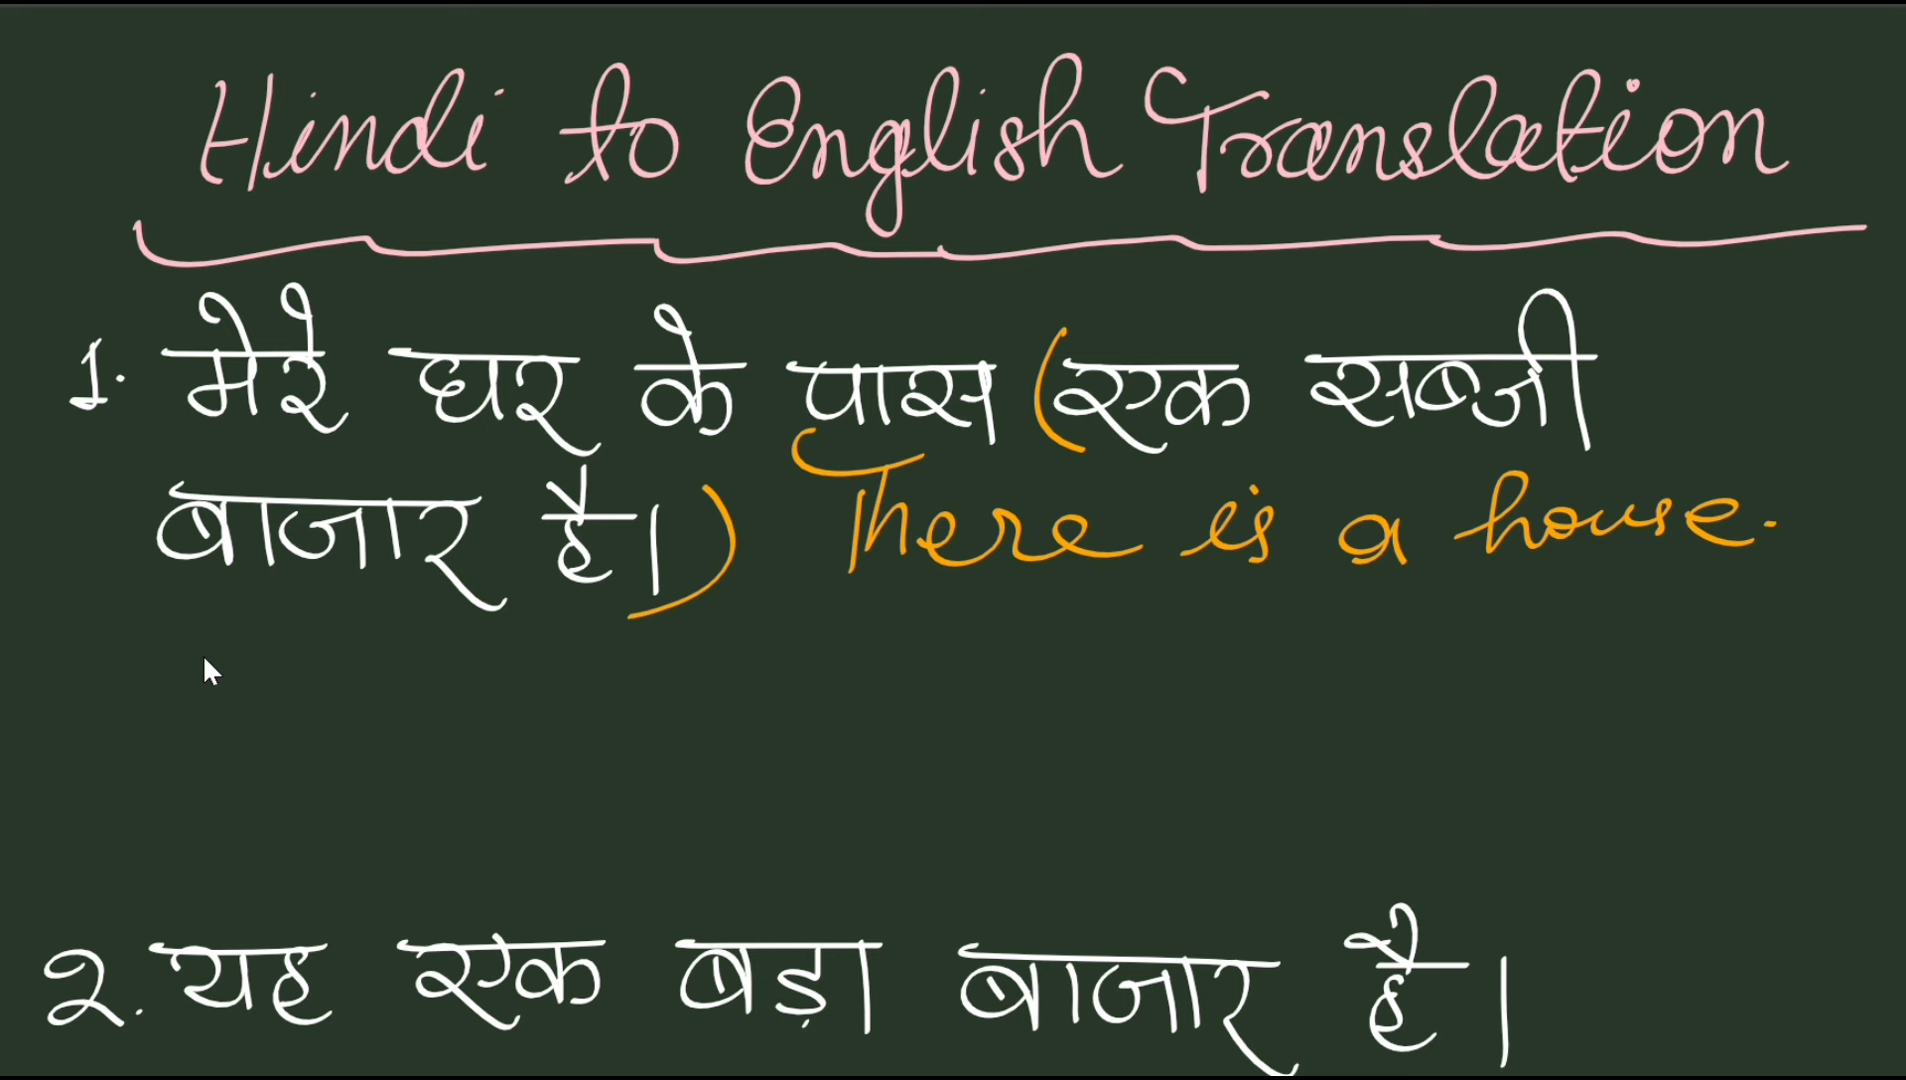 Hindi to English Translation
1. मेरे घर के पास (एक सब्जी
बाजार है।) There is a house.
2. यह एक बड़ा बाजार है।